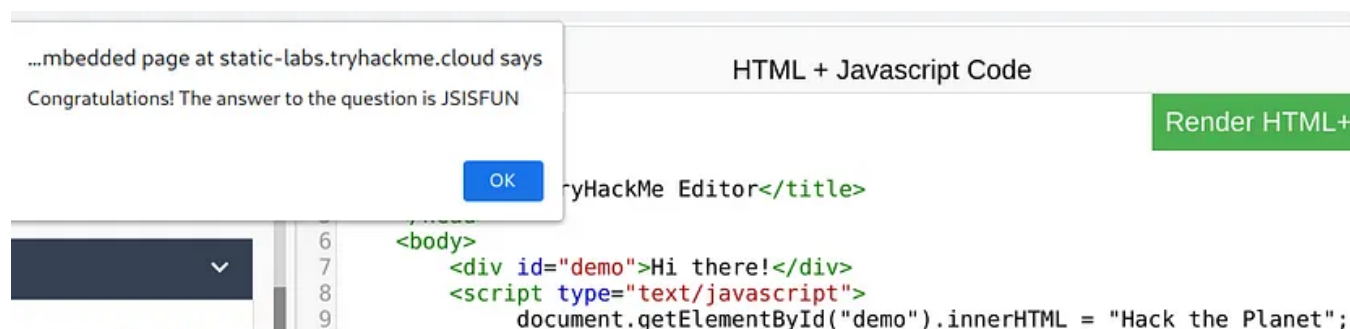 ...mbedded page at static-labs.tryhackme.cloud says
Congratulations! The answer to the question is JSISFUN
OK
HTML + Javascript Code
Render HTML+
ryHackMe Editor</title>
6 <body>
7 <div id="demo">Hi there!</div>
8 <script type="text/javascript">
9 document.getElementById("demo").innerHTML = "Hack the Planet";